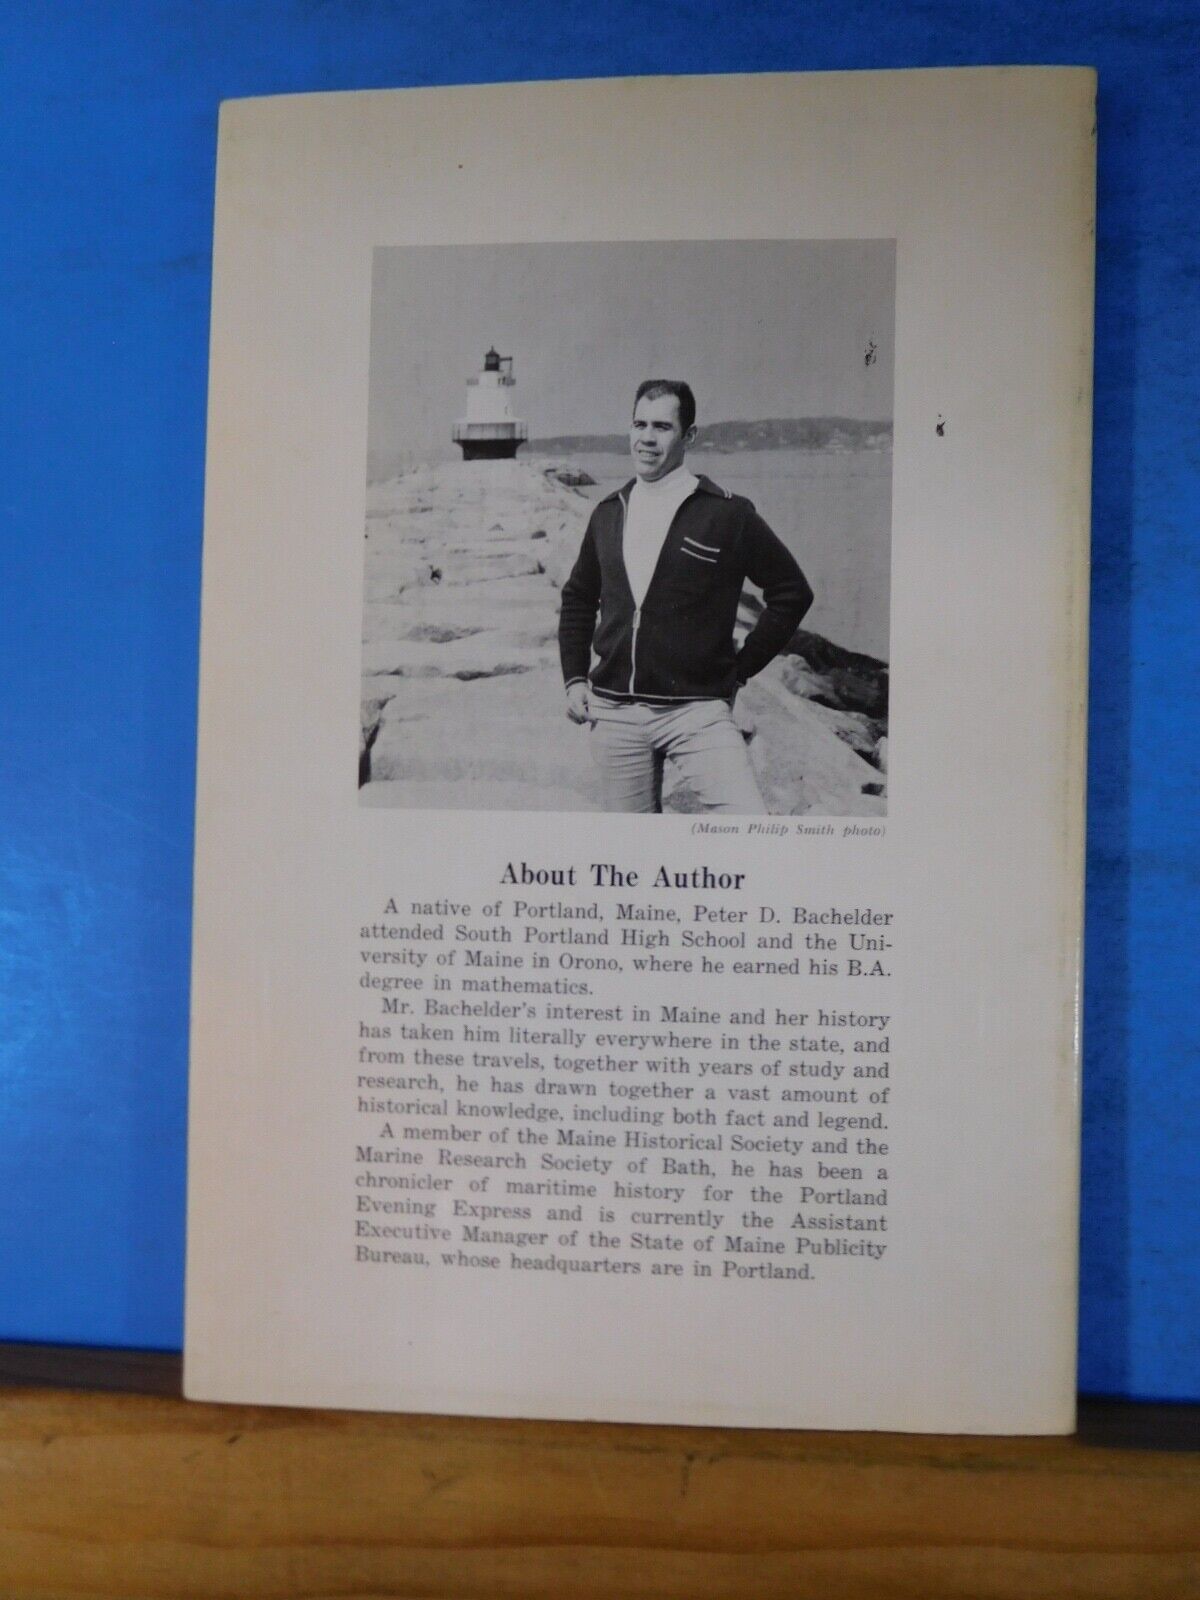 (Mason Philip Smith photo)
About The Author
A native of Portland, Maine, Peter D. Bachelder
attended South Portland High School and the Uni-
versity of Maine in Orono, where he earned his B.A.
degree in mathematics.
Mr. Bachelder's interest in Maine and her history
has taken him literally everywhere in the state, and
from these travels, together with years of study and
research, he has drawn together a vast amount of
historical knowledge, including both fact and legend.
A member of the Maine Historical Society and the
Marine Research Society of Bath, he has been a
chronicler of maritime history for the Portland
Evening Express and is currently the Assistant
Executive Manager of the State of Maine Publicity
Bureau, whose headquarters are in Portland.